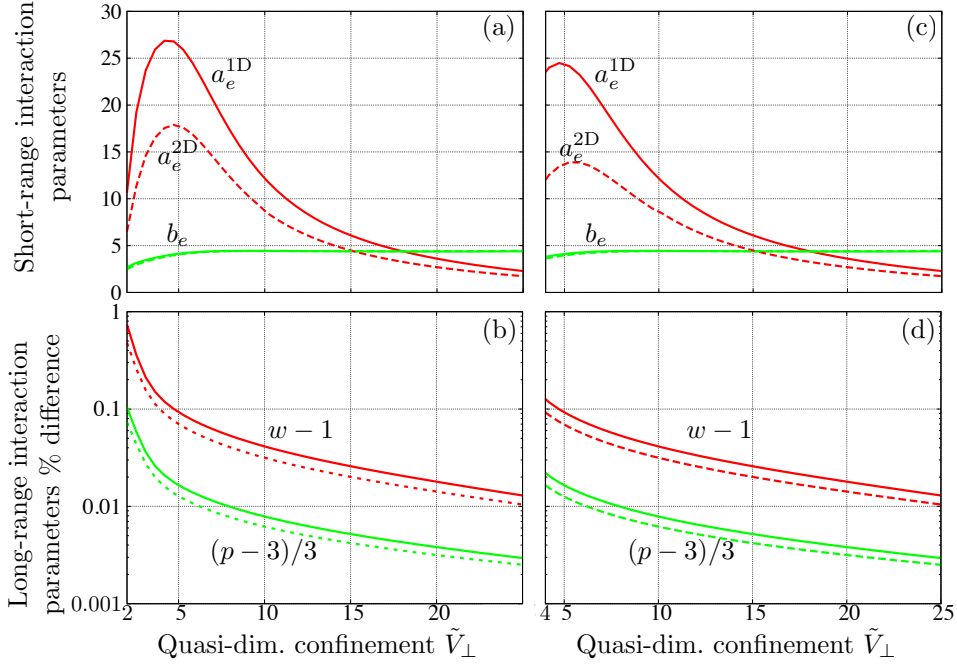 Short-range interaction
parameters
30
25
20
15
10
5
0
(a)
a_e^{1D}
a_e^{2D}
b_e
(c)
a_e^{1D}
a_e^{2D}
b_e
Long-range interaction
parameters % difference
1
0.1
0.01
0.001
(b)
w − 1
(p − 3)/3
2 5 10 15 20
Quasi-dim. confinement Ṽ⊥
(d)
w − 1
(p − 3)/3
4 5 10 15 20 25
Quasi-dim. confinement Ṽ⊥